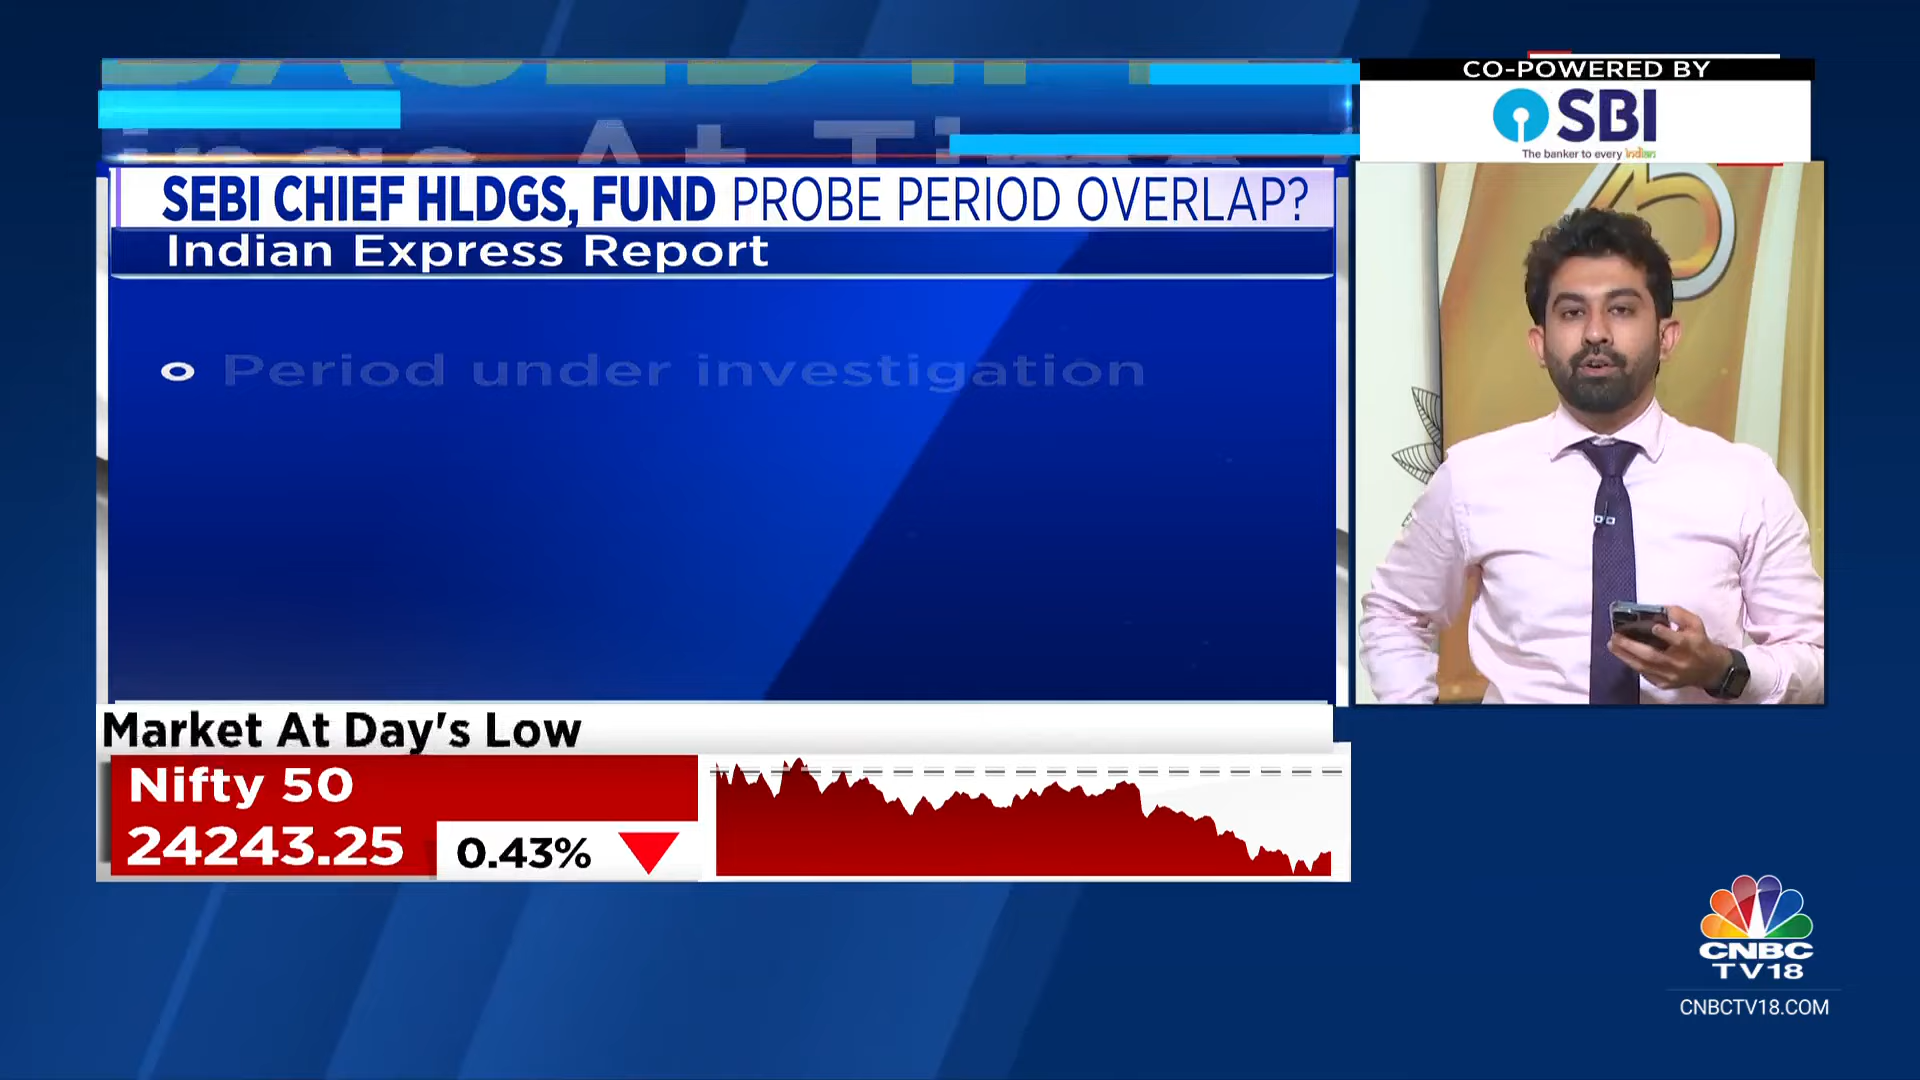 CO-POWERED BY
SBI
The banker to every Indian
SEBI CHIEF HLDGS, FUND PROBE PERIOD OVERLAP?
Indian Express Report
Period under investigation
Market At Day's Low
Nifty 50
24243.25
0.43%
75
CNBC
TV18
CNBCTV18.COM